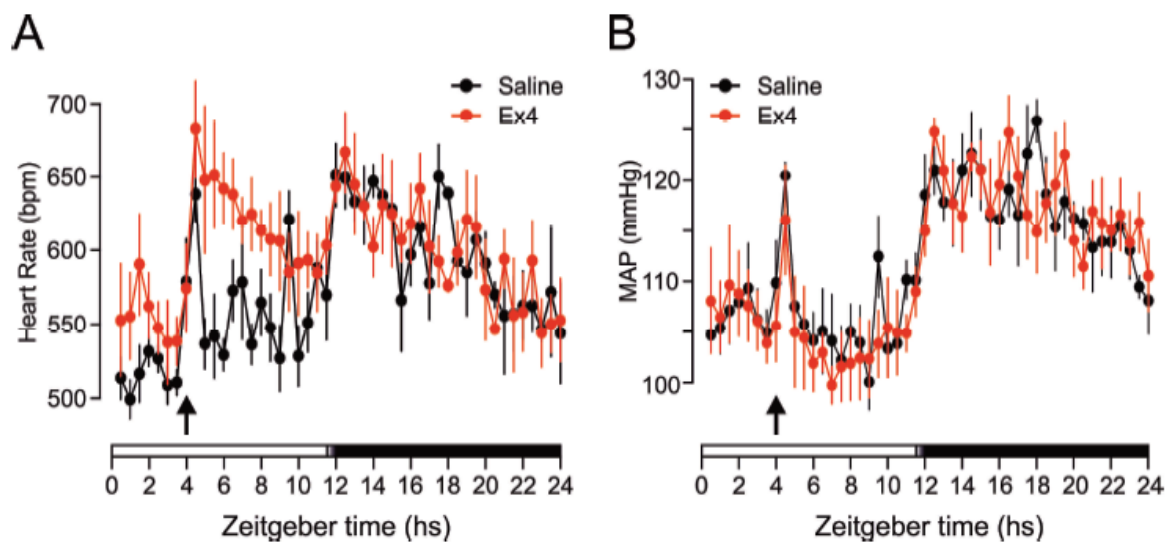 A
Saline
Ex4
Heart Rate (bpm)
700
650
600
550
500
0 2 4 6 8 10 12 14 16 18 20 22 24
Zeitgeber time (hs)
B
Saline
Ex4
MAP (mmHg)
130
120
110
100
0 2 4 6 8 10 12 14 16 18 20 22 24
Zeitgeber time (hs)